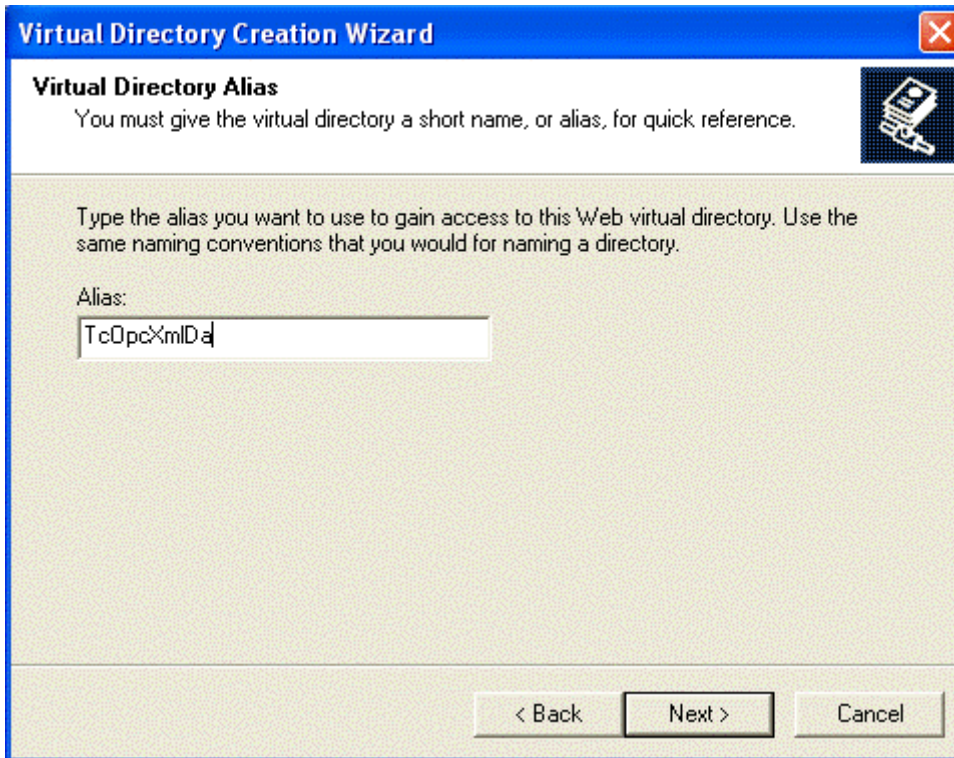 Virtual Directory Creation Wizard
Virtual Directory Alias
You must give the virtual directory a short name, or alias, for quick reference.
Type the alias you want to use to gain access to this Web virtual directory. Use the
same naming conventions that you would for naming a directory.
Alias:
TcOpcXmlDa
< Back
Next >
Cancel